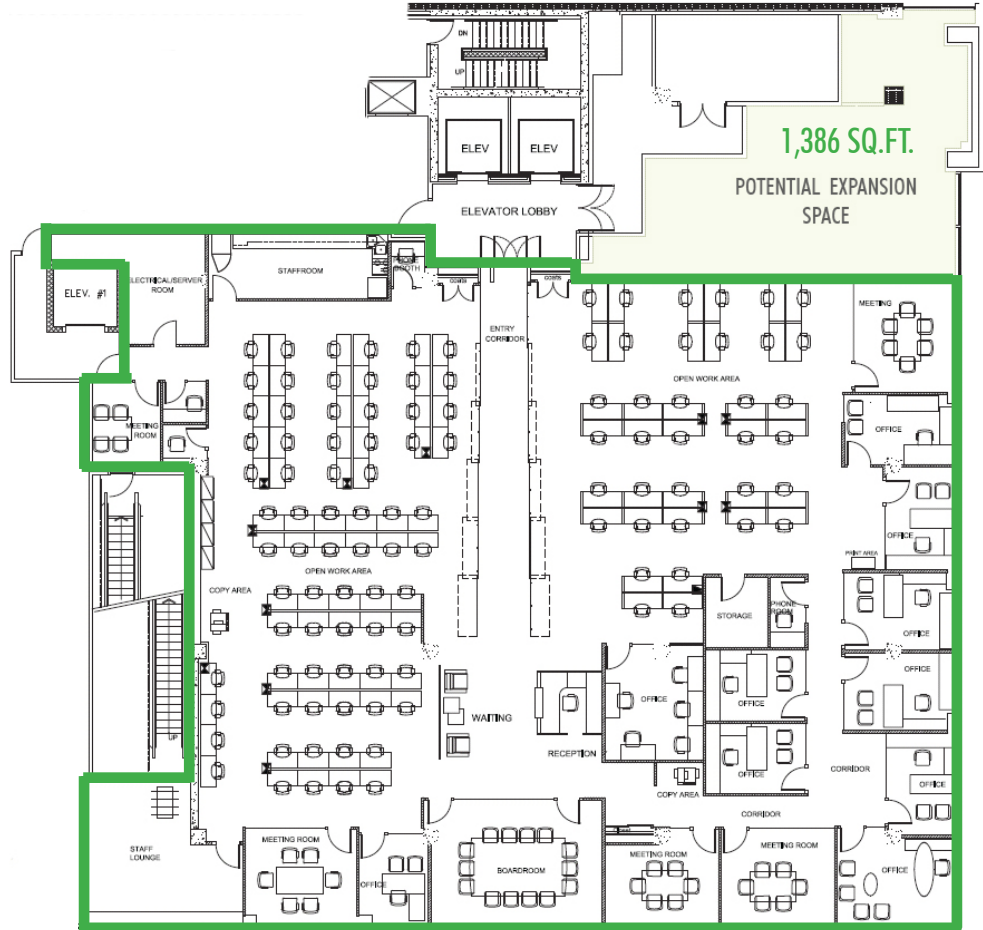 DN
UP
ELEV
ELEV
1,386 SQ.FT.
POTENTIAL EXPANSION
SPACE
ELEVATOR LOBBY
ELEV. #1
ELECTRICAL/SERVER
ROOM
STAFFROOM
PHONE
BOOTH
COATS
COATS
ENTRY
CORRIDOR
MEETING
OPEN WORK AREA
MEETING
ROOM
OFFICE
OFFICE
PRINT AREA
OPEN WORK AREA
COPY AREA
STORAGE
PHONE
ROOM
OFFICE
OFFICE
OFFICE
OFFICE
WAITING
RECEPTION
UP
OFFICE
CORRIDOR
OFFICE
COPY AREA
CORRIDOR
STAFF
LOUNGE
MEETING ROOM
OFFICE
BOARDROOM
MEETING ROOM
MEETING ROOM
OFFICE